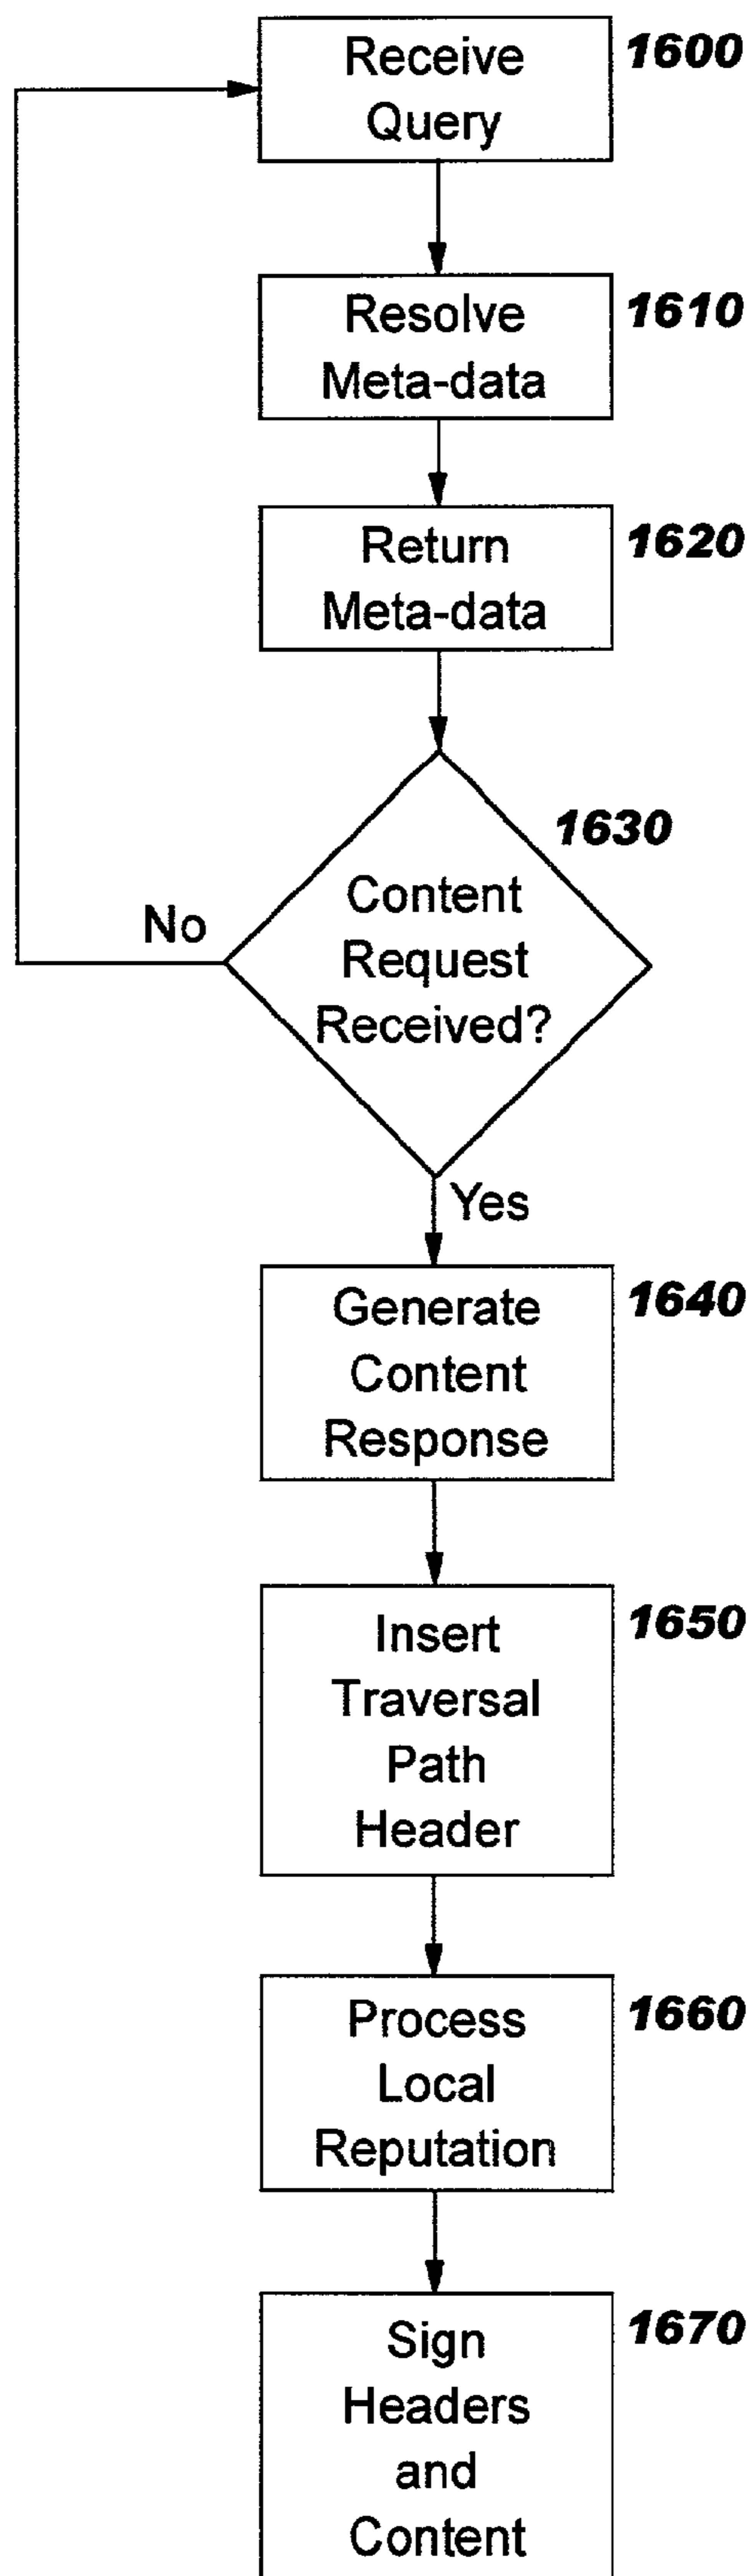 Receive
Query
1600
Resolve
Meta-data
1610
Return
Meta-data
1620
1630
Content
Request
Received?
No
Yes
Generate
Content
Response
1640
Insert
Traversal
Path
Header
1650
Process
Local
Reputation
1660
Sign
Headers
and
Content
1670